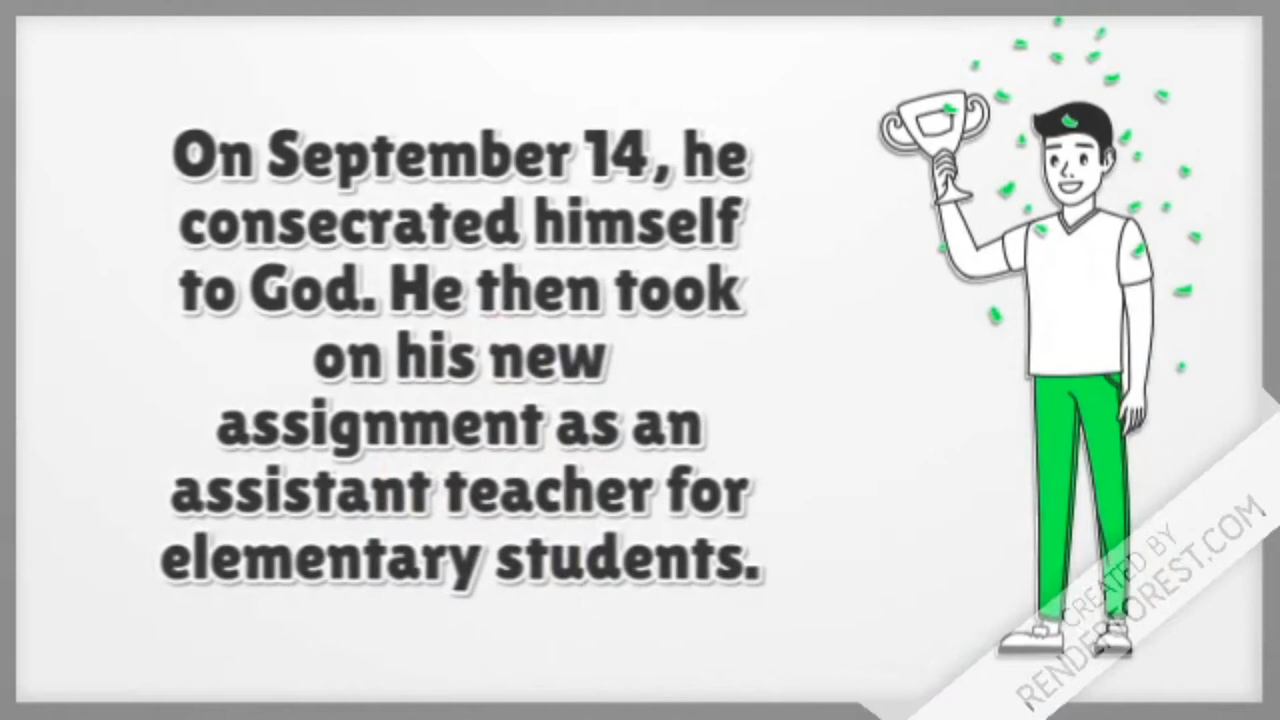 On September 14, he
consecrated himself
to God. He then took
on his new
assignment as an
assistant teacher for
elementary students.
CREATED BY
RENDERFOREST.COM